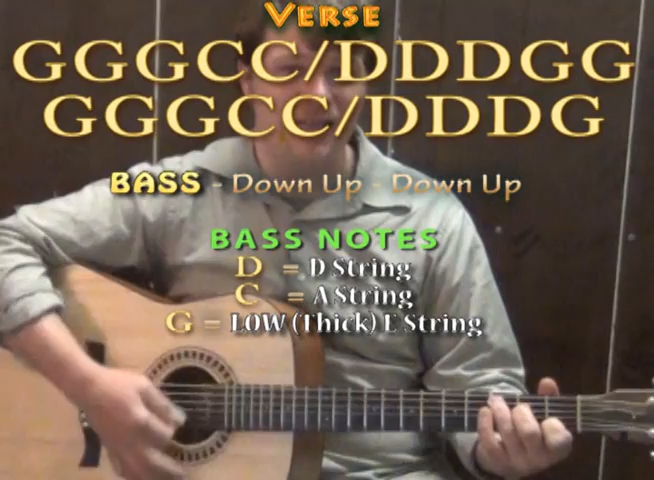 VERSE
GGGCC/DDDGG
GGGCC/DDDG
BASS - Down Up - Down Up
BASS NOTES
D = D String
C = A String
G = LOW (Thick) E String